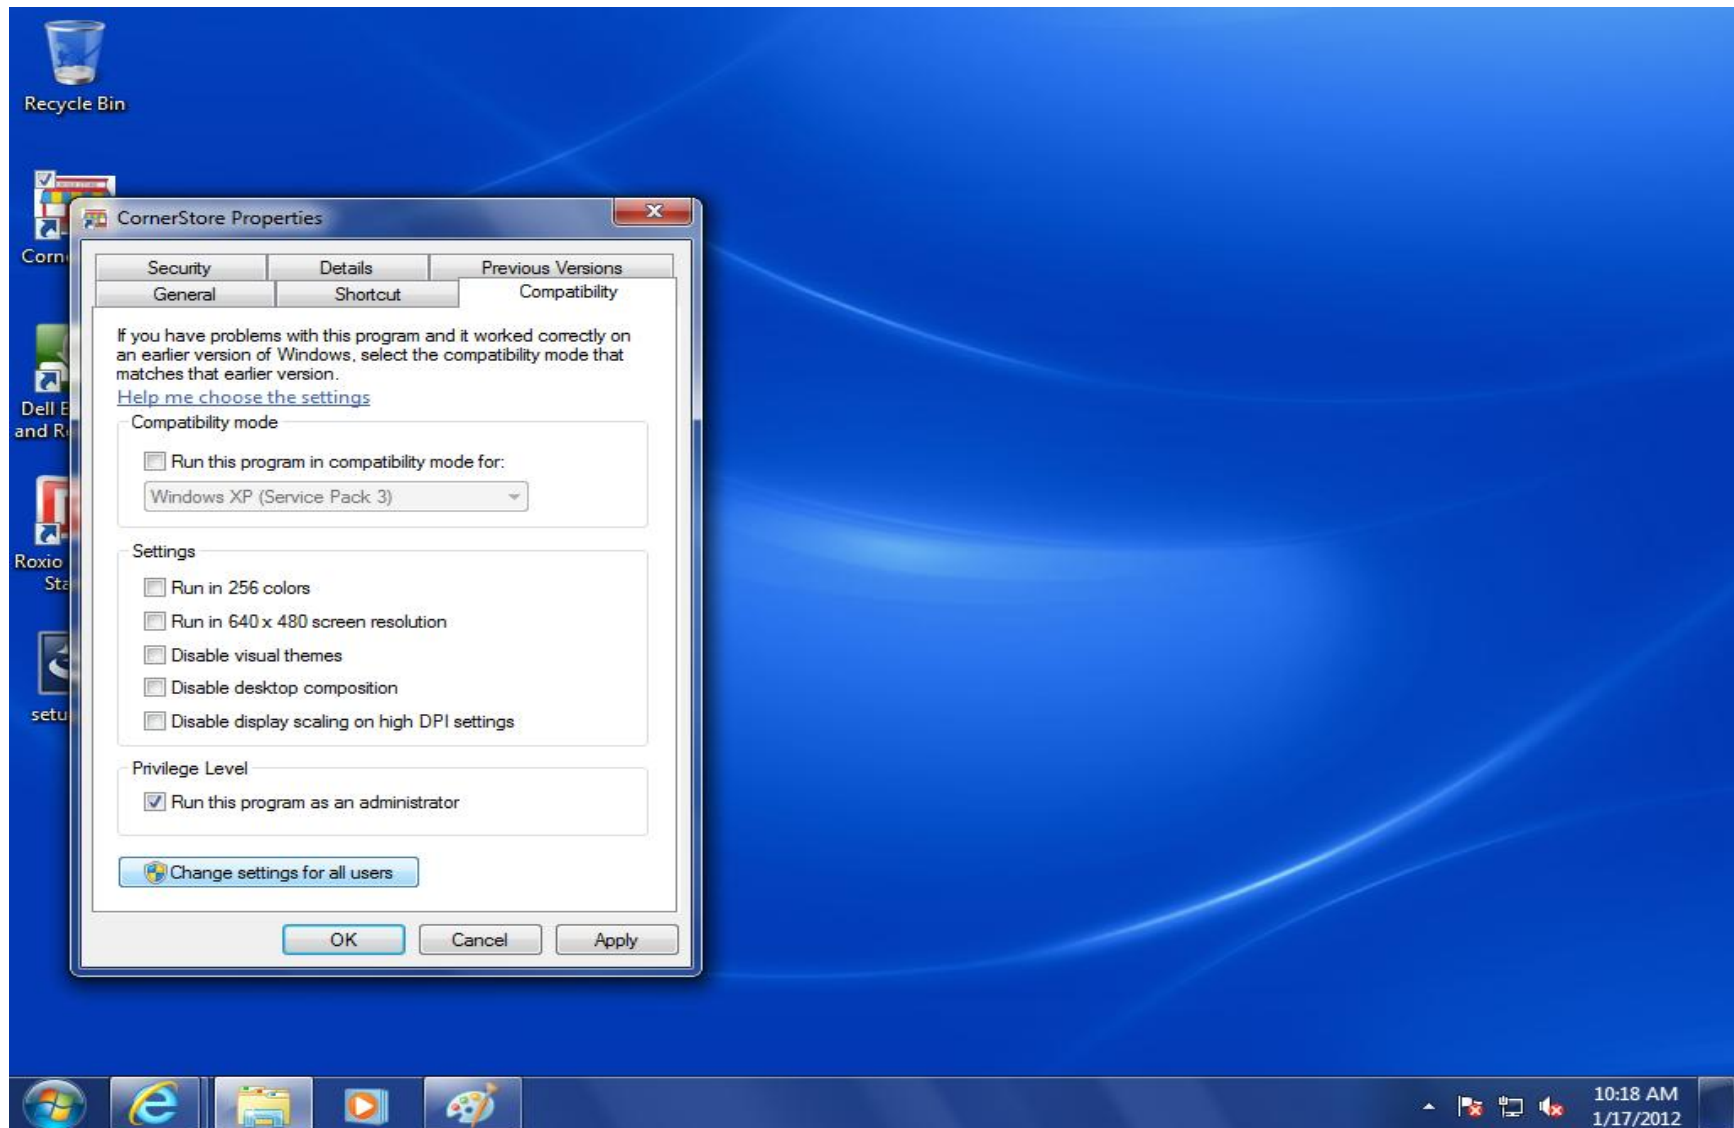 Recycle Bin
Corn
Dell E
and R
Roxio
Sta
setu
CornerStore Properties
Security Details Previous Versions
General Shortcut Compatibility
If you have problems with this program and it worked correctly on
an earlier version of Windows, select the compatibility mode that
matches that earlier version.
Help me choose the settings
Compatibility mode
Run this program in compatibility mode for:
Windows XP (Service Pack 3)
Settings
Run in 256 colors
Run in 640 x 480 screen resolution
Disable visual themes
Disable desktop composition
Disable display scaling on high DPI settings
Privilege Level
Run this program as an administrator
Change settings for all users
OK Cancel Apply
10:18 AM
1/17/2012